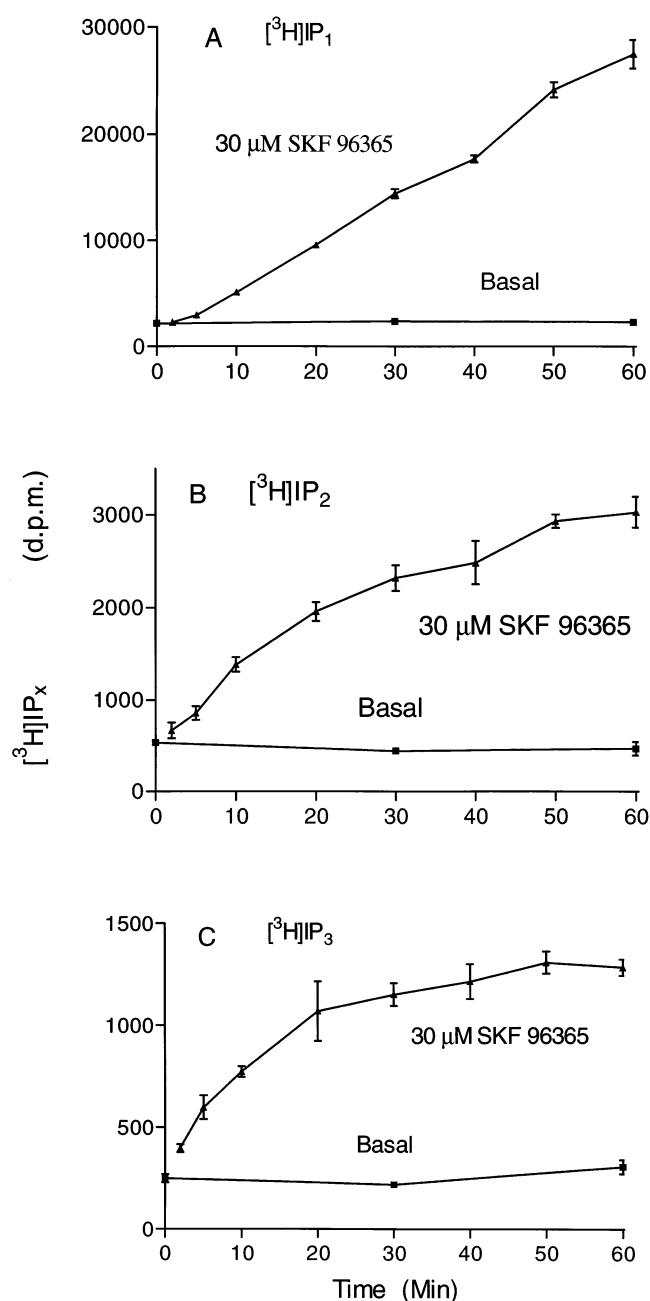 A [³H]IP₁
30000
20000
10000
0
30 µM SKF 96365
Basal
0 10 20 30 40 50 60
B [³H]IP₂
3000
2000
1000
0
30 µM SKF 96365
Basal
0 10 20 30 40 50 60
[³H]IPₓ (d.p.m.)
C [³H]IP₃
1500
1000
500
0
30 µM SKF 96365
Basal
0 10 20 30 40 50 60
Time (Min)